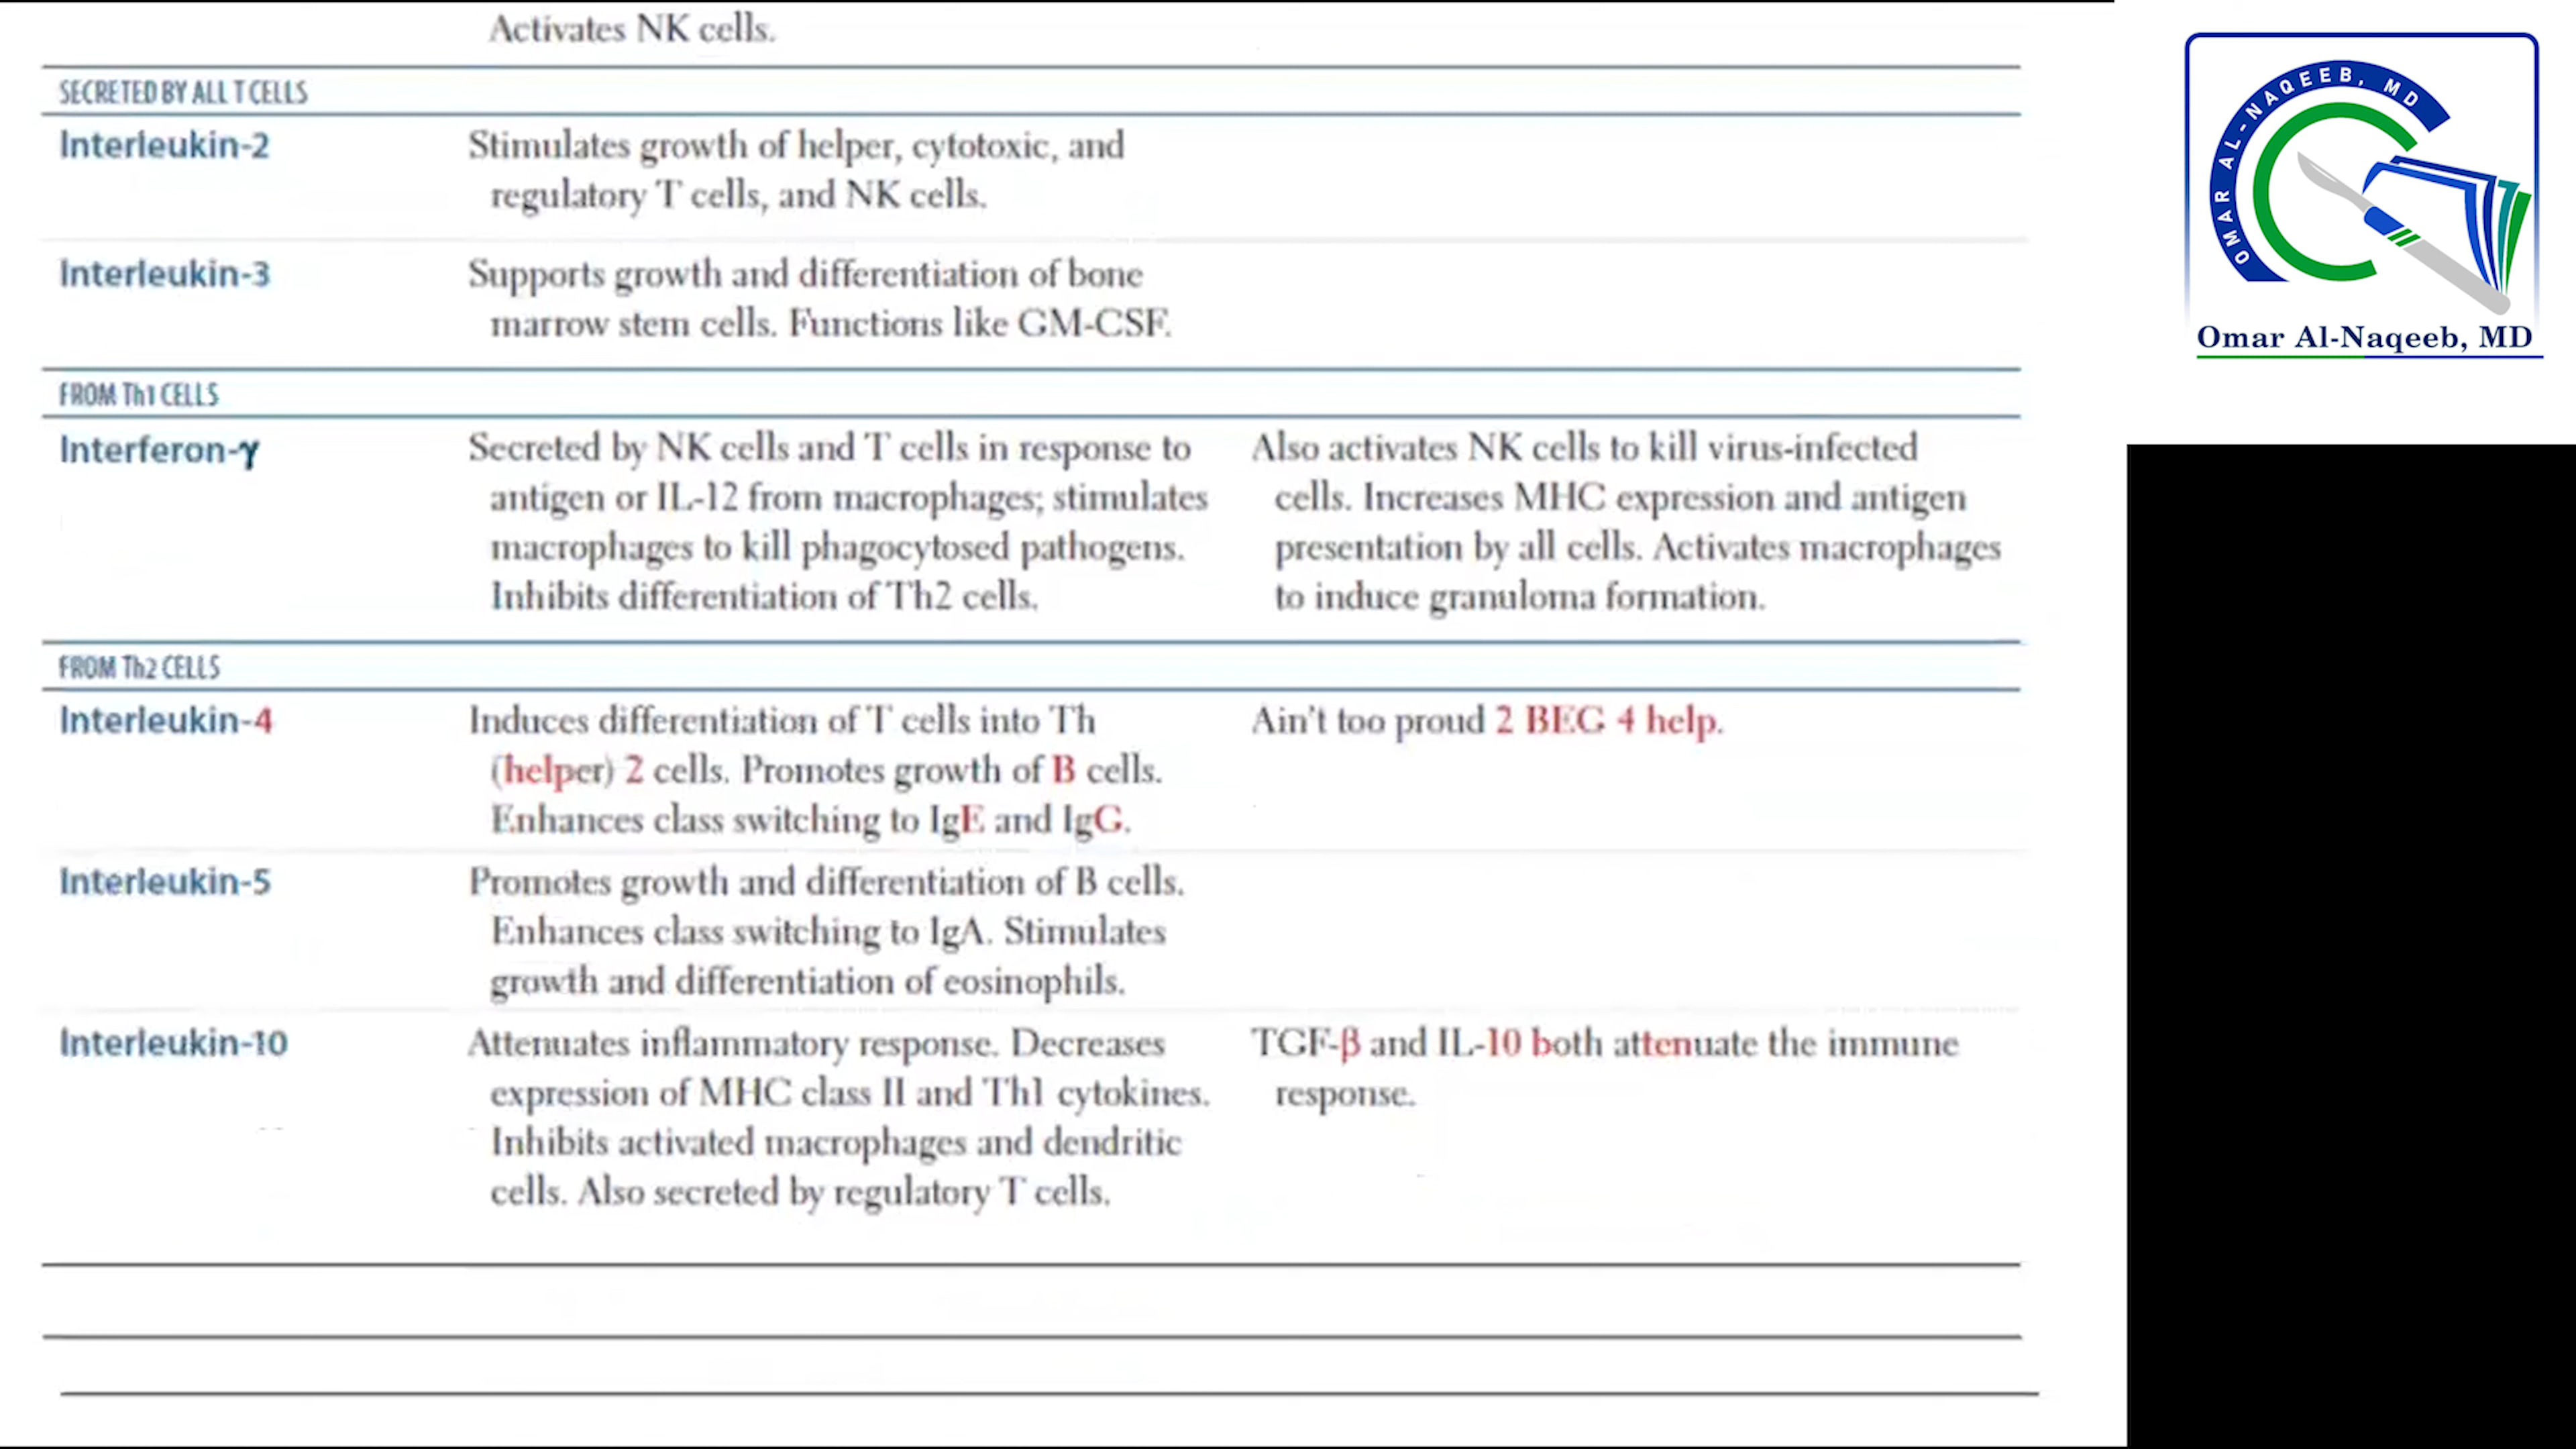 Activates NK cells.
SECRETED BY ALL T CELLS
Interleukin-2
Stimulates growth of helper, cytotoxic, and
regulatory T cells, and NK cells.
Interleukin-3
Supports growth and differentiation of bone
marrow stem cells. Functions like GM-CSF.
FROM Th1 CELLS
Interferon-γ
Secreted by NK cells and T cells in response to
antigen or IL-12 from macrophages; stimulates
macrophages to kill phagocytosed pathogens.
Inhibits differentiation of Th2 cells.
Also activates NK cells to kill virus-infected
cells. Increases MHC expression and antigen
presentation by all cells. Activates macrophages
to induce granuloma formation.
FROM Th2 CELLS
Interleukin-4
Induces differentiation of T cells into Th
(helper) 2 cells. Promotes growth of B cells.
Enhances class switching to IgE and IgG.
Ain't too proud 2 BEG 4 help.
Interleukin-5
Promotes growth and differentiation of B cells.
Enhances class switching to IgA. Stimulates
growth and differentiation of eosinophils.
Interleukin-10
Attenuates inflammatory response. Decreases
expression of MHC class II and Th1 cytokines.
Inhibits activated macrophages and dendritic
cells. Also secreted by regulatory T cells.
TGF-β and IL-10 both attenuate the immune
response.
OMAR AL-NAQEEB, MD
Omar Al-Naqeeb, MD